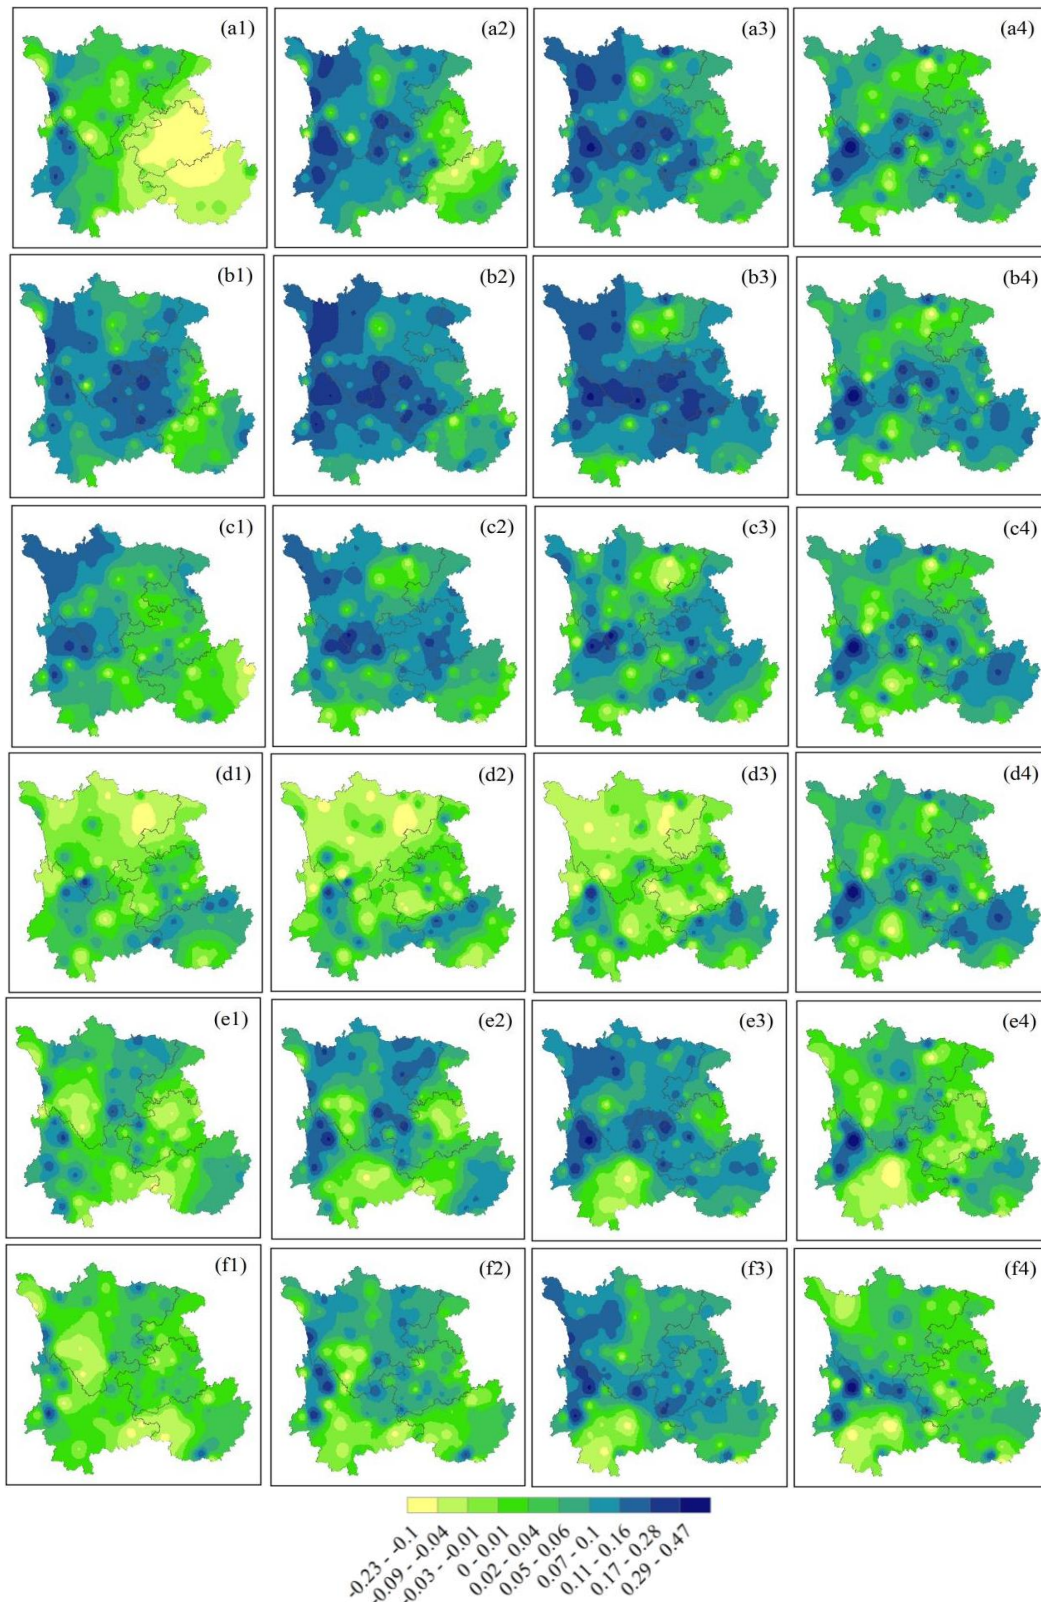 (a1) (a2) (a3) (a4)
(b1) (b2) (b3) (b4)
(c1) (c2) (c3) (c4)
(d1) (d2) (d3) (d4)
(e1) (e2) (e3) (e4)
(f1) (f2) (f3) (f4)
-0.23 - -0.1
-0.09 - -0.04
-0.03 - -0.01
0 - 0.01
0.02 - 0.04
0.05 - 0.06
0.07 - 0.1
0.11 - 0.16
0.17 - 0.28
0.29 - 0.47